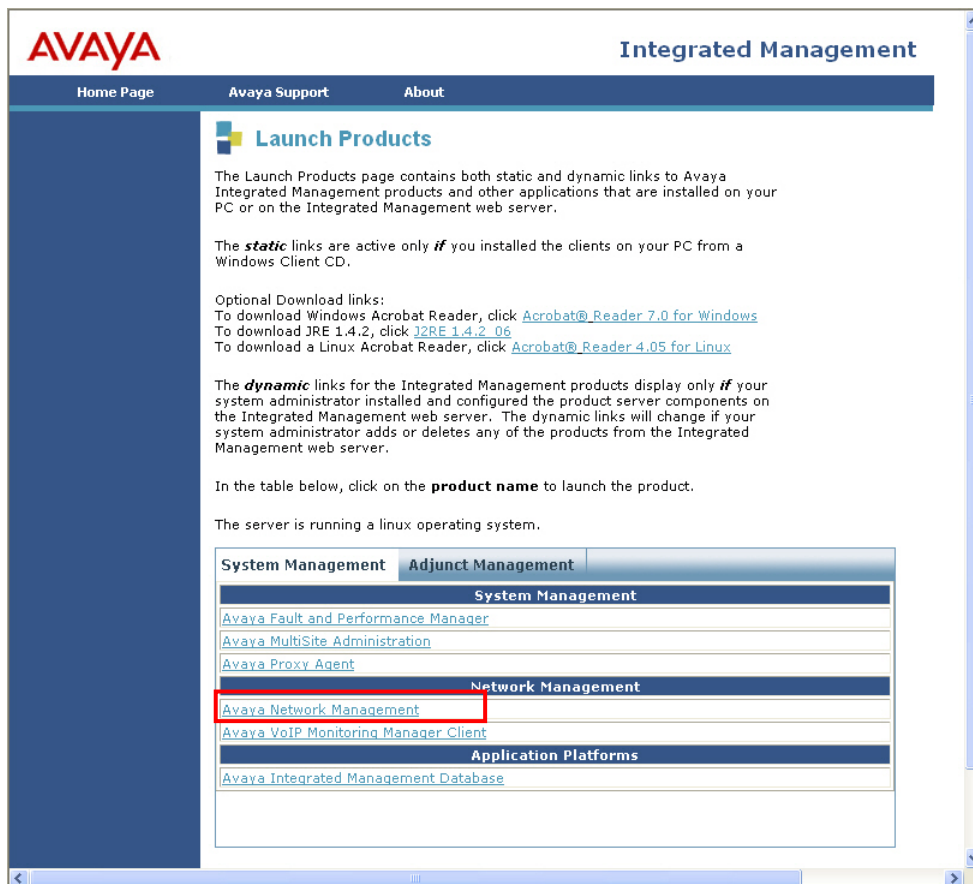 AVAYA
Integrated Management
Home Page Avaya Support About
Launch Products
The Launch Products page contains both static and dynamic links to Avaya
Integrated Management products and other applications that are installed on your
PC or on the Integrated Management web server.
The static links are active only if you installed the clients on your PC from a
Windows Client CD.
Optional Download links:
To download Windows Acrobat Reader, click Acrobat® Reader 7.0 for Windows
To download JRE 1.4.2, click J2RE 1.4.2_06
To download a Linux Acrobat Reader, click Acrobat® Reader 4.05 for Linux
The dynamic links for the Integrated Management products display only if your
system administrator installed and configured the product server components on
the Integrated Management web server. The dynamic links will change if your
system administrator adds or deletes any of the products from the Integrated
Management web server.
In the table below, click on the product name to launch the product.
The server is running a linux operating system.
System Management Adjunct Management
System Management
Avaya Fault and Performance Manager
Avaya MultiSite Administration
Avaya Proxy Agent
Network Management
Avaya Network Management
Avaya VoIP Monitoring Manager Client
Application Platforms
Avaya Integrated Management Database